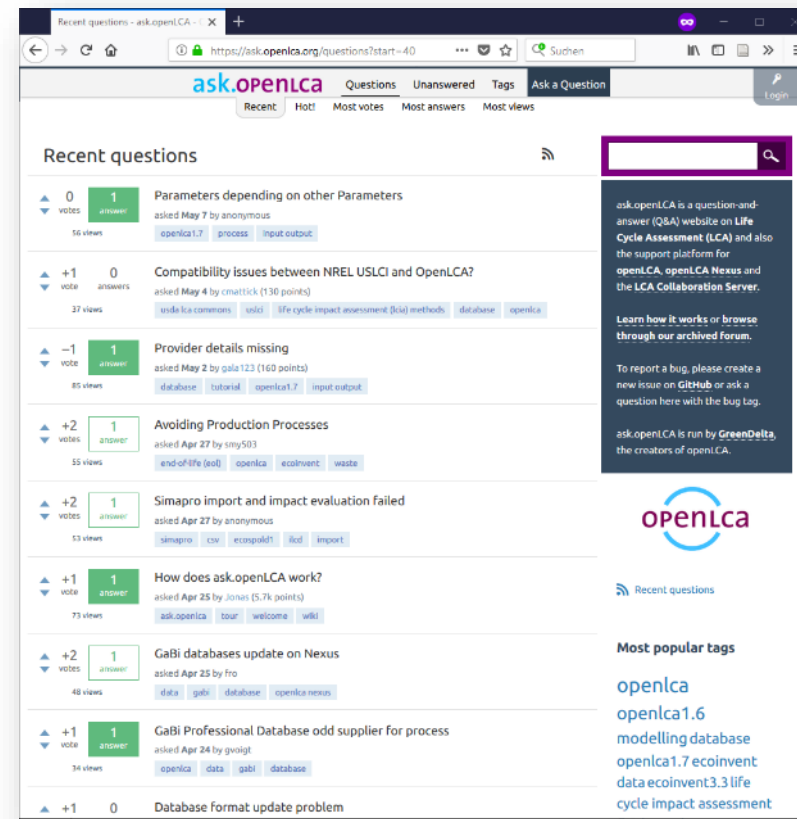 Recent questions - ask.openLCA - 
https://ask.openlca.org/questions?start=40
Suchen
ask.openLCA Questions Unanswered Tags Ask a Question
Login
Recent Hot! Most votes Most answers Most views
Recent questions
0 votes
1 answer
56 views
Parameters depending on other Parameters
asked May 7 by anonymous
openlca1.7 process input output
+1 vote
0 answers
37 views
Compatibility issues between NREL USLCI and OpenLCA?
asked May 4 by cmattick (130 points)
usda lca commons uslci life cycle impact assessment (lcia) methods database openlca
−1 vote
1 answer
85 views
Provider details missing
asked May 2 by gala123 (160 points)
database tutorial openlca1.7 input output
+2 votes
1 answer
55 views
Avoiding Production Processes
asked Apr 27 by smy503
end-of-life (eol) openlca ecoinvent waste
+2 votes
1 answer
53 views
Simapro import and impact evaluation failed
asked Apr 27 by anonymous
simapro csv ecospold1 ilcd import
+1 vote
1 answer
73 views
How does ask.openLCA work?
asked Apr 25 by Jonas (5.7k points)
ask.openlca tour welcome wiki
+2 votes
1 answer
48 views
GaBi databases update on Nexus
asked Apr 25 by fro
data gabi database openlca nexus
+1 vote
1 answer
34 views
GaBi Professional Database odd supplier for process
asked Apr 24 by gvoigt
openlca data gabi database
+1
0
Database format update problem
ask.openLCA is a question-and-
answer (Q&A) website on Life
Cycle Assessment (LCA) and also
the support platform for
openLCA, openLCA Nexus and
the LCA Collaboration Server.
Learn how it works or browse
through our archived forum.
To report a bug, please create a
new issue on GitHub or ask a
question here with the bug tag.
ask.openLCA is run by GreenDelta,
the creators of openLCA.
openLCA
Recent questions
Most popular tags
openlca
openlca1.6
modelling database
openlca1.7 ecoinvent
data ecoinvent3.3 life
cycle impact assessment